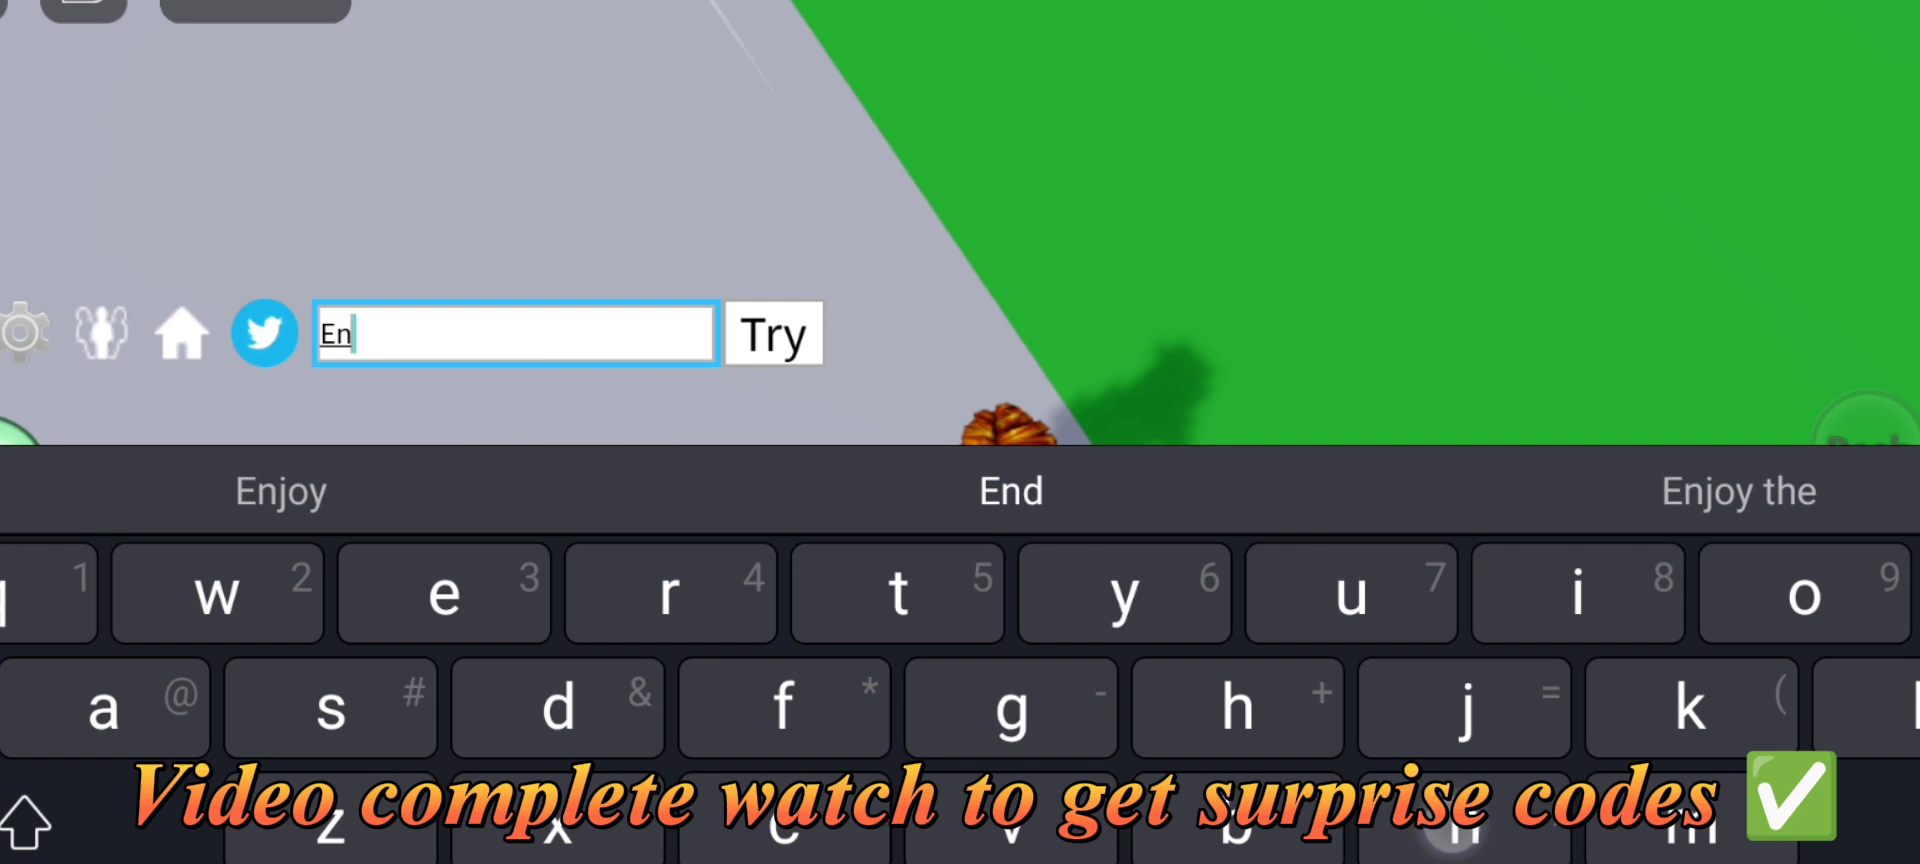 En
Try
Enjoy
End
Enjoy the
1
w 2
e 3
r 4
t 5
y 6
u 7
i 8
o 9
a @
s #
d &
f *
g -
h +
j =
k (
z
x
c
v
b
n
m
Video complete watch to get surprise codes ✅